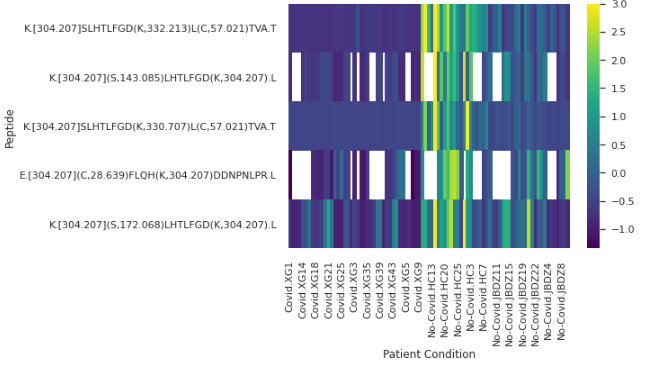 Peptide
K.[304.207]SLHTLFGD(K,332.213)L(C,57.021)TVA.T
K.[304.207](S,143.085)LHTLFGD(K,304.207).L
K.[304.207]SLHTLFGD(K,330.707)L(C,57.021)TVA.T
E.[304.207](C,28.639)FLQH(K,304.207)DDNPNLPR.L
K.[304.207](S,172.068)LHTLFGD(K,304.207).L
Covid.XG1
Covid.XG14
Covid.XG18
Covid.XG21
Covid.XG25
Covid.XG3
Covid.XG35
Covid.XG39
Covid.XG43
Covid.XG5
Covid.XG9
No-Covid.HC13
No-Covid.HC20
No-Covid.HC25
No-Covid.HC3
No-Covid.HC7
No-Covid.JBDZ11
No-Covid.JBDZ15
No-Covid.JBDZ19
No-Covid.JBDZ22
No-Covid.JBDZ4
No-Covid.JBDZ8
Patient Condition
3.0
2.5
2.0
1.5
1.0
0.5
0.0
−0.5
−1.0